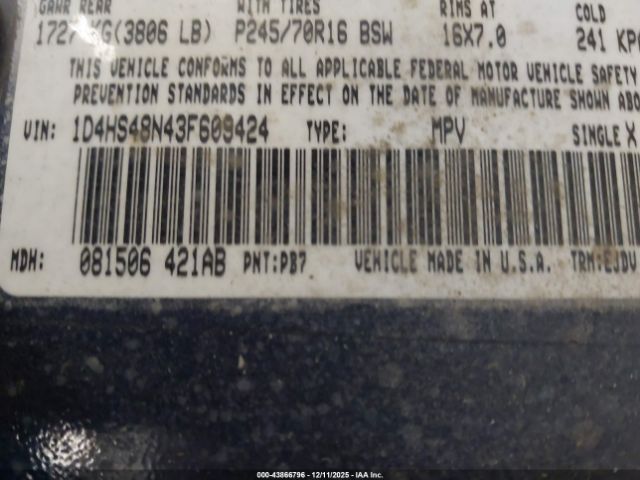 GAWR REAR WITH TIRES RIMS AT COLD
KG(3806 LB) P245/70R16 BSW 16X7.0 241 KPA
THIS VEHICLE CONFORMS TO ALL APPLICABLE FEDERAL MOTOR VEHICLE SAFETY
PREVENTION STANDARDS IN EFFECT ON THE DATE OF MANUFACTURE SHOWN ABO
VIN: 1D4HS48N43F609424 TYPE: MPV SINGLE X
MDH: 081506 421AB PNT:PB7 VEHICLE MADE IN U.S.A. TRM:EJDV
000-43866796 - 12/11/2025 - IAA Inc.